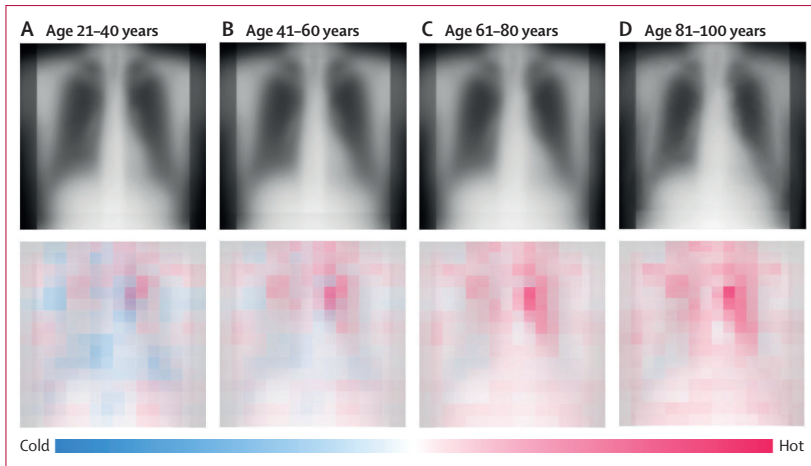 A Age 21–40 years
B Age 41–60 years
C Age 61–80 years
D Age 81–100 years
Cold
Hot